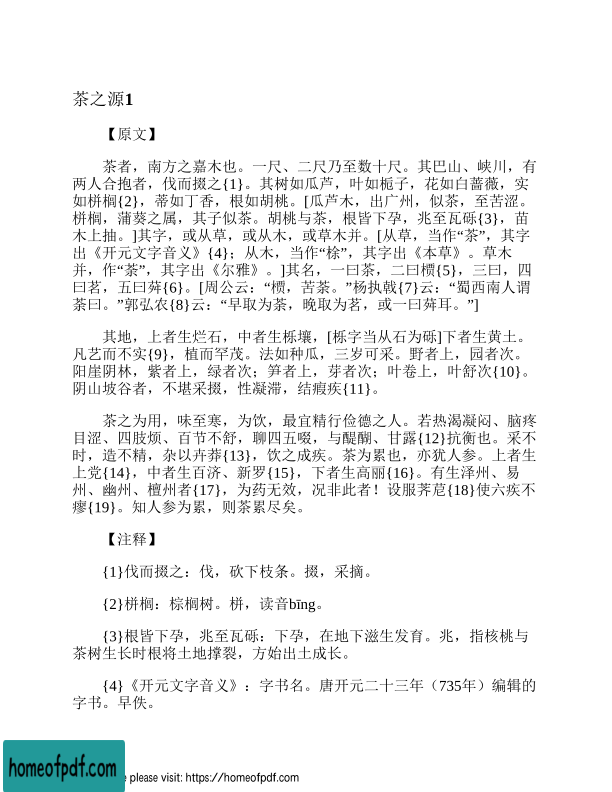 茶之源1
【原文】
茶者，南方之嘉木也。一尺、二尺乃至数十尺。其巴山、峡川，有
两人合抱者，伐而掇之{1}。其树如瓜芦，叶如栀子，花如白蔷薇，实
如栟榈{2}，蒂如丁香，根如胡桃。[瓜芦木，出广州，似茶，至苦涩。
栟榈，蒲葵之属，其子似茶。胡桃与茶，根皆下孕，兆至瓦砾{3}，苗
木上抽。]其字，或从草，或从木，或草木并。[从草，当作“茶”，其字
出《开元文字音义》{4}；从木，当作“梌”，其字出《本草》。草木
并，作“荼”，其字出《尔雅》。]其名，一曰茶，二曰槚{5}，三曰，四
曰茗，五曰荈{6}。[周公云：“槚，苦荼。”杨执戟{7}云：“蜀西南人谓
荼曰。”郭弘农{8}云：“早取为荼，晚取为茗，或一曰荈耳。”]
其地，上者生烂石，中者生栎壤，[栎字当从石为砾]下者生黄土。
凡艺而不实{9}，植而罕茂。法如种瓜，三岁可采。野者上，园者次。
阳崖阴林，紫者上，绿者次；笋者上，芽者次；叶卷上，叶舒次{10}。
阴山坡谷者，不堪采掇，性凝滞，结瘕疾{11}。
茶之为用，味至寒，为饮，最宜精行俭德之人。若热渴凝闷、脑疼
目涩、四肢烦、百节不舒，聊四五啜，与醍醐、甘露{12}抗衡也。采不
时，造不精，杂以卉莽{13}，饮之成疾。茶为累也，亦犹人参。上者生
上党{14}，中者生百济、新罗{15}，下者生高丽{16}。有生泽州、易
州、幽州、檀州者{17}，为药无效，况非此者！设服荠苨{18}使六疾不
瘳{19}。知人参为累，则茶累尽矣。
【注释】
{1}伐而掇之：伐，砍下枝条。掇，采摘。
{2}栟榈：棕榈树。栟，读音bīng。
{3}根皆下孕，兆至瓦砾：下孕，在地下滋生发育。兆，指核桃与
茶树生长时根将土地撑裂，方始出土成长。
{4}《开元文字音义》：字书名。唐开元二十三年（735年）编辑的
字书。早佚。
homeofpdf.com
e please visit: https://homeofpdf.com